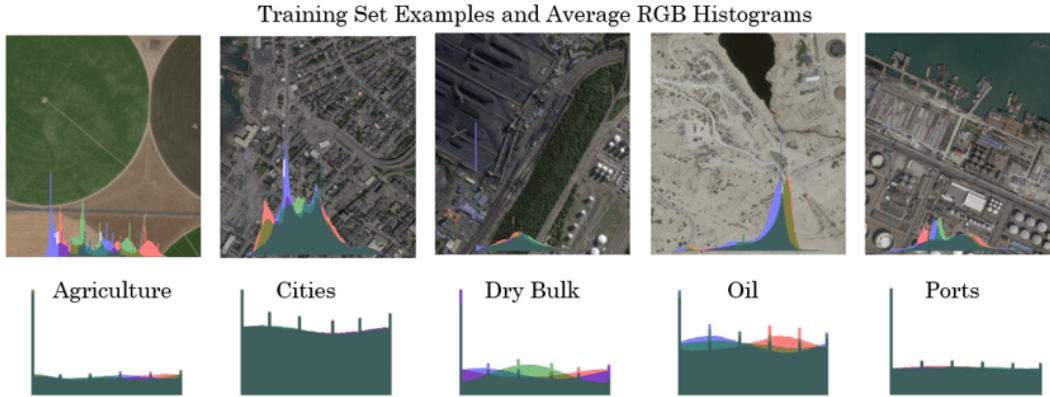 Training Set Examples and Average RGB Histograms
Agriculture
Cities
Dry Bulk
Oil
Ports